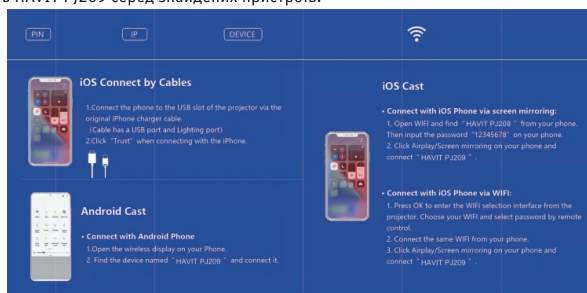 в HAVIT PJ209 серед знайдених пристроїв.
PIN
IP
DEVICE
iOS Connect by Cables
1.Connect the phone to the USB slot of the projector via the
original iPhone charger cable.
(Cable has a USB port and Lighting port)
2.Click "Trust" when connecting with the iPhone.
Android Cast
• Connect with Android Phone
1.Open the wireless display on your Phone.
2. Find the device named "HAVIT PJ209" and connect it.
iOS Cast
• Connect with iOS Phone via screen mirroring:
1. Open WIFI and find "HAVIT PJ209" from your phone.
Then input the password "12345678" on your phone.
2. Click Airplay/Screen mirroring on your phone and
connect "HAVIT PJ209".
• Connect with iOS Phone via WIFI:
1. Press OK to enter the WIFI selection interface from the
projector. Choose your WIFI and select password by remote
control.
2. Connect the same WIFI from your phone.
3. Click Airplay/Screen mirroring on your phone and
connect "HAVIT PJ209".